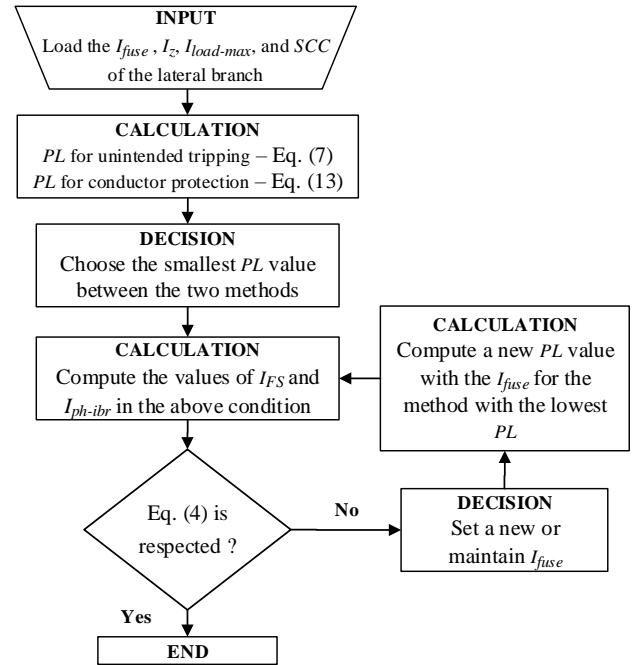 INPUT
Load the I_fuse , I_z, I_load-max, and SCC
of the lateral branch
CALCULATION
PL for unintended tripping – Eq. (7)
PL for conductor protection – Eq. (13)
DECISION
Choose the smallest PL value
between the two methods
CALCULATION
Compute the values of I_FS and
I_ph-ibr in the above condition
CALCULATION
Compute a new PL value
with the I_fuse for the
method with the lowest
PL
Eq. (4) is
respected ?
No
DECISION
Set a new or
maintain I_fuse
Yes
END